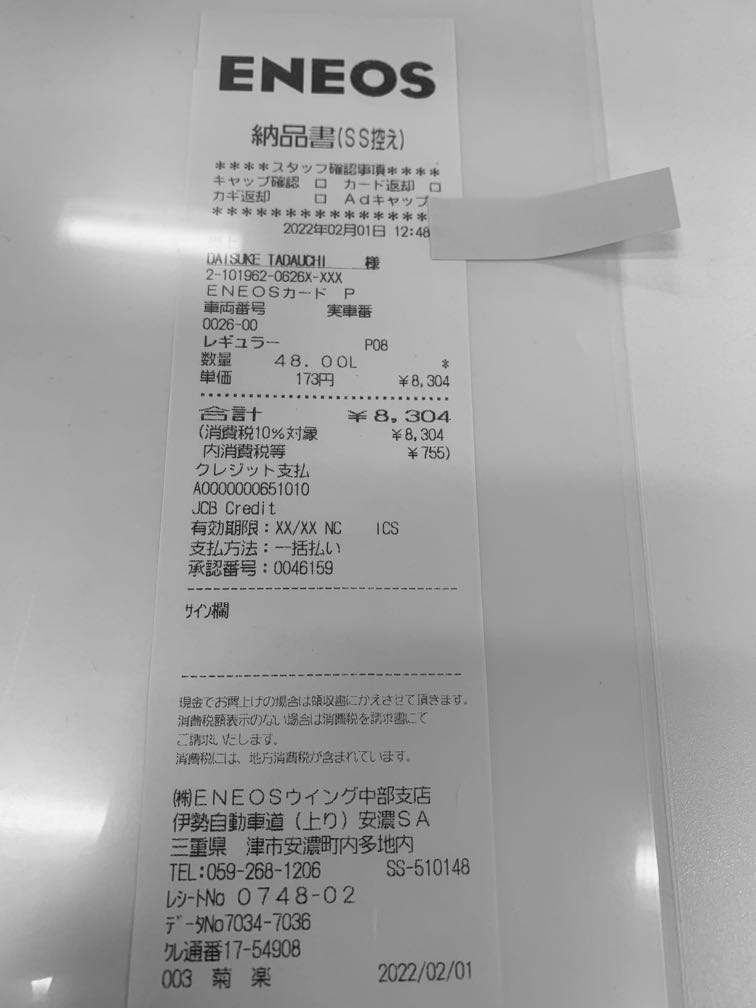 ENEOS
納品書(SS控え)
****スタッフ確認事項****
キャップ確認 □ カード返却 □
カギ返却 □ Adキャップ
****************
2022年02月01日 12:48
DAISUKE TADAUCHI 様
2-101962-0626X-XXX
ENEOSカード P
車両番号 実車番
0026-00
レギュラー P08
数量 48.00L *
単価 173円 ¥8,304
合計 ¥8,304
(消費税10%対象 ¥8,304
内消費税等 ¥755)
クレジット支払
A0000000651010
JCB Credit
有効期限:XX/XX NC ICS
支払方法:一括払い
承認番号:0046159
サイン欄
現金でお買上げの場合は領収書にかえさせて頂きます。
消費税額表示のない場合は消費税を請求書にて
ご請求いたします。
消費税には、地方消費税が含まれています。
㈱ENEOSウイング中部支店
伊勢自動車道(上り)安濃SA
三重県 津市安濃町内多地内
TEL:059-268-1206 SS-510148
レシートNo 0748-02
データNo7034-7036
クレ通番17-54908
003 菊 楽 2022/02/01